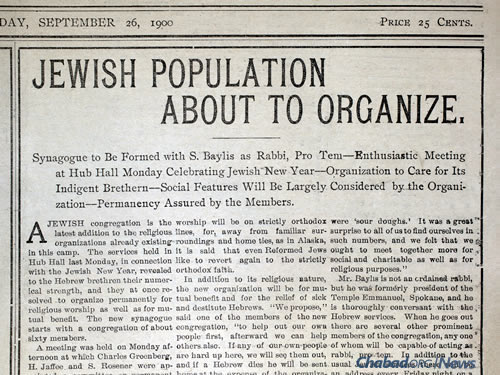 DAY, SEPTEMBER 26, 1900
PRICE 25 CENTS.
JEWISH POPULATION
ABOUT TO ORGANIZE.
Synagogue to Be Formed with S. Baylis as Rabbi, Pro Tem—Enthusiastic Meeting
at Hub Hall Monday Celebrating Jewish New Year—Organization to Care for Its
Indigent Brethern—Social Features Will Be Largely Considered by the Organi-
zation—Permanency Assured by the Members.
A JEWISH congregation is the
latest addition to the religious
organizations already existing
in this camp. The services held in
Hub Hall last Monday, in connection
with the Jewish New Year, revealed
to the Hebrew brethren their numer-
ical strength, and they at once re-
solved to organize permanently for
religious worship as well as for mu-
tual benefit. The new synagogue
starts with a congregation of about
sixty members.
A meeting was held on Monday af-
ternoon at which Charles Greenberg,
H. Jaffee and S. Rosener were ap-
worship will be on strictly orthodox
lines, for, away from familiar sur-
roundings and home ties, as in Alaska,
it is said that even Reformed Jews
like to revert again to the strictly
orthodox faith.
In addition to its religious nature,
the new organization will be for mu-
tual benefit and for the relief of sick
and destitute Hebrews. "We propose,"
said one of the members of the new
congregation, "to help out our own
people first, afterward we can help
others also. If any of our own people
are hard up here, we will see them out,
and if a Hebrew dies he will be sent
home at the expense of the organi-
were 'sour doughs.' It was a great
surprise to all of us to find ourselves in
such numbers, and we felt that we
ought to meet together more for
social and charitable as well as for
religious purposes."
Mr. Baylis is not an ordained rabbi,
but he was formerly president of the
Temple Emmanuel, Spokane, and he
is thoroughly conversant with the
Hebrew services. When he goes out
there are several other prominent
members of the congregation, any one
of whom will be capable of acting as
rabbi, pro tem. In addition to the
usual
an address every Friday night on
Chabad.ORG/News